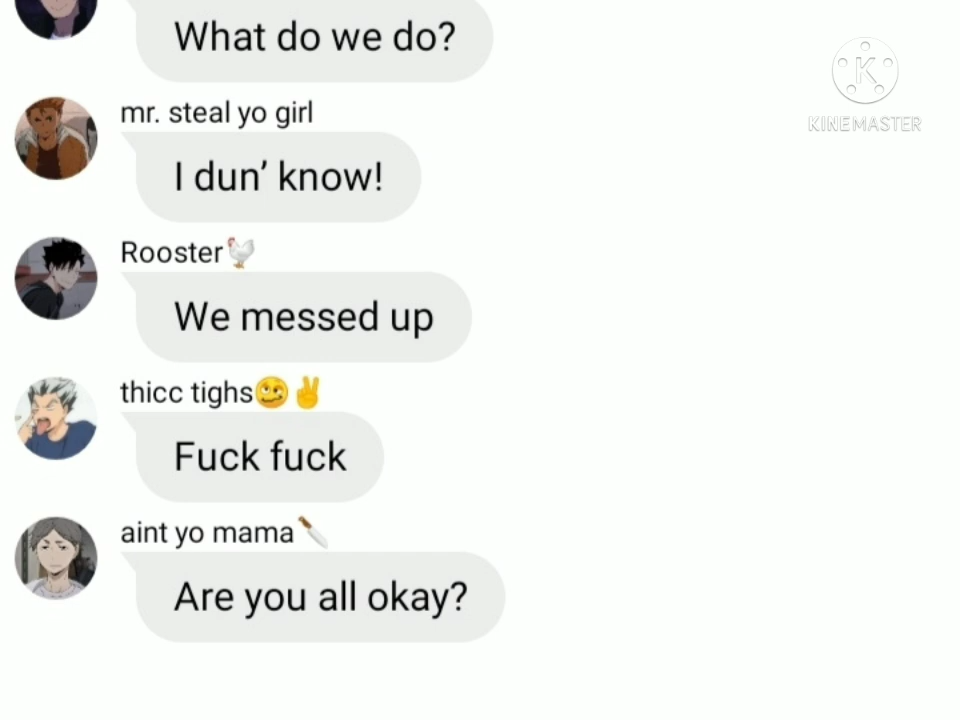 What do we do?
KINEMASTER
mr. steal yo girl
I dun’ know!
Rooster🐓
We messed up
thicc tighs🥴✌
Fuck fuck
aint yo mama🔪
Are you all okay?